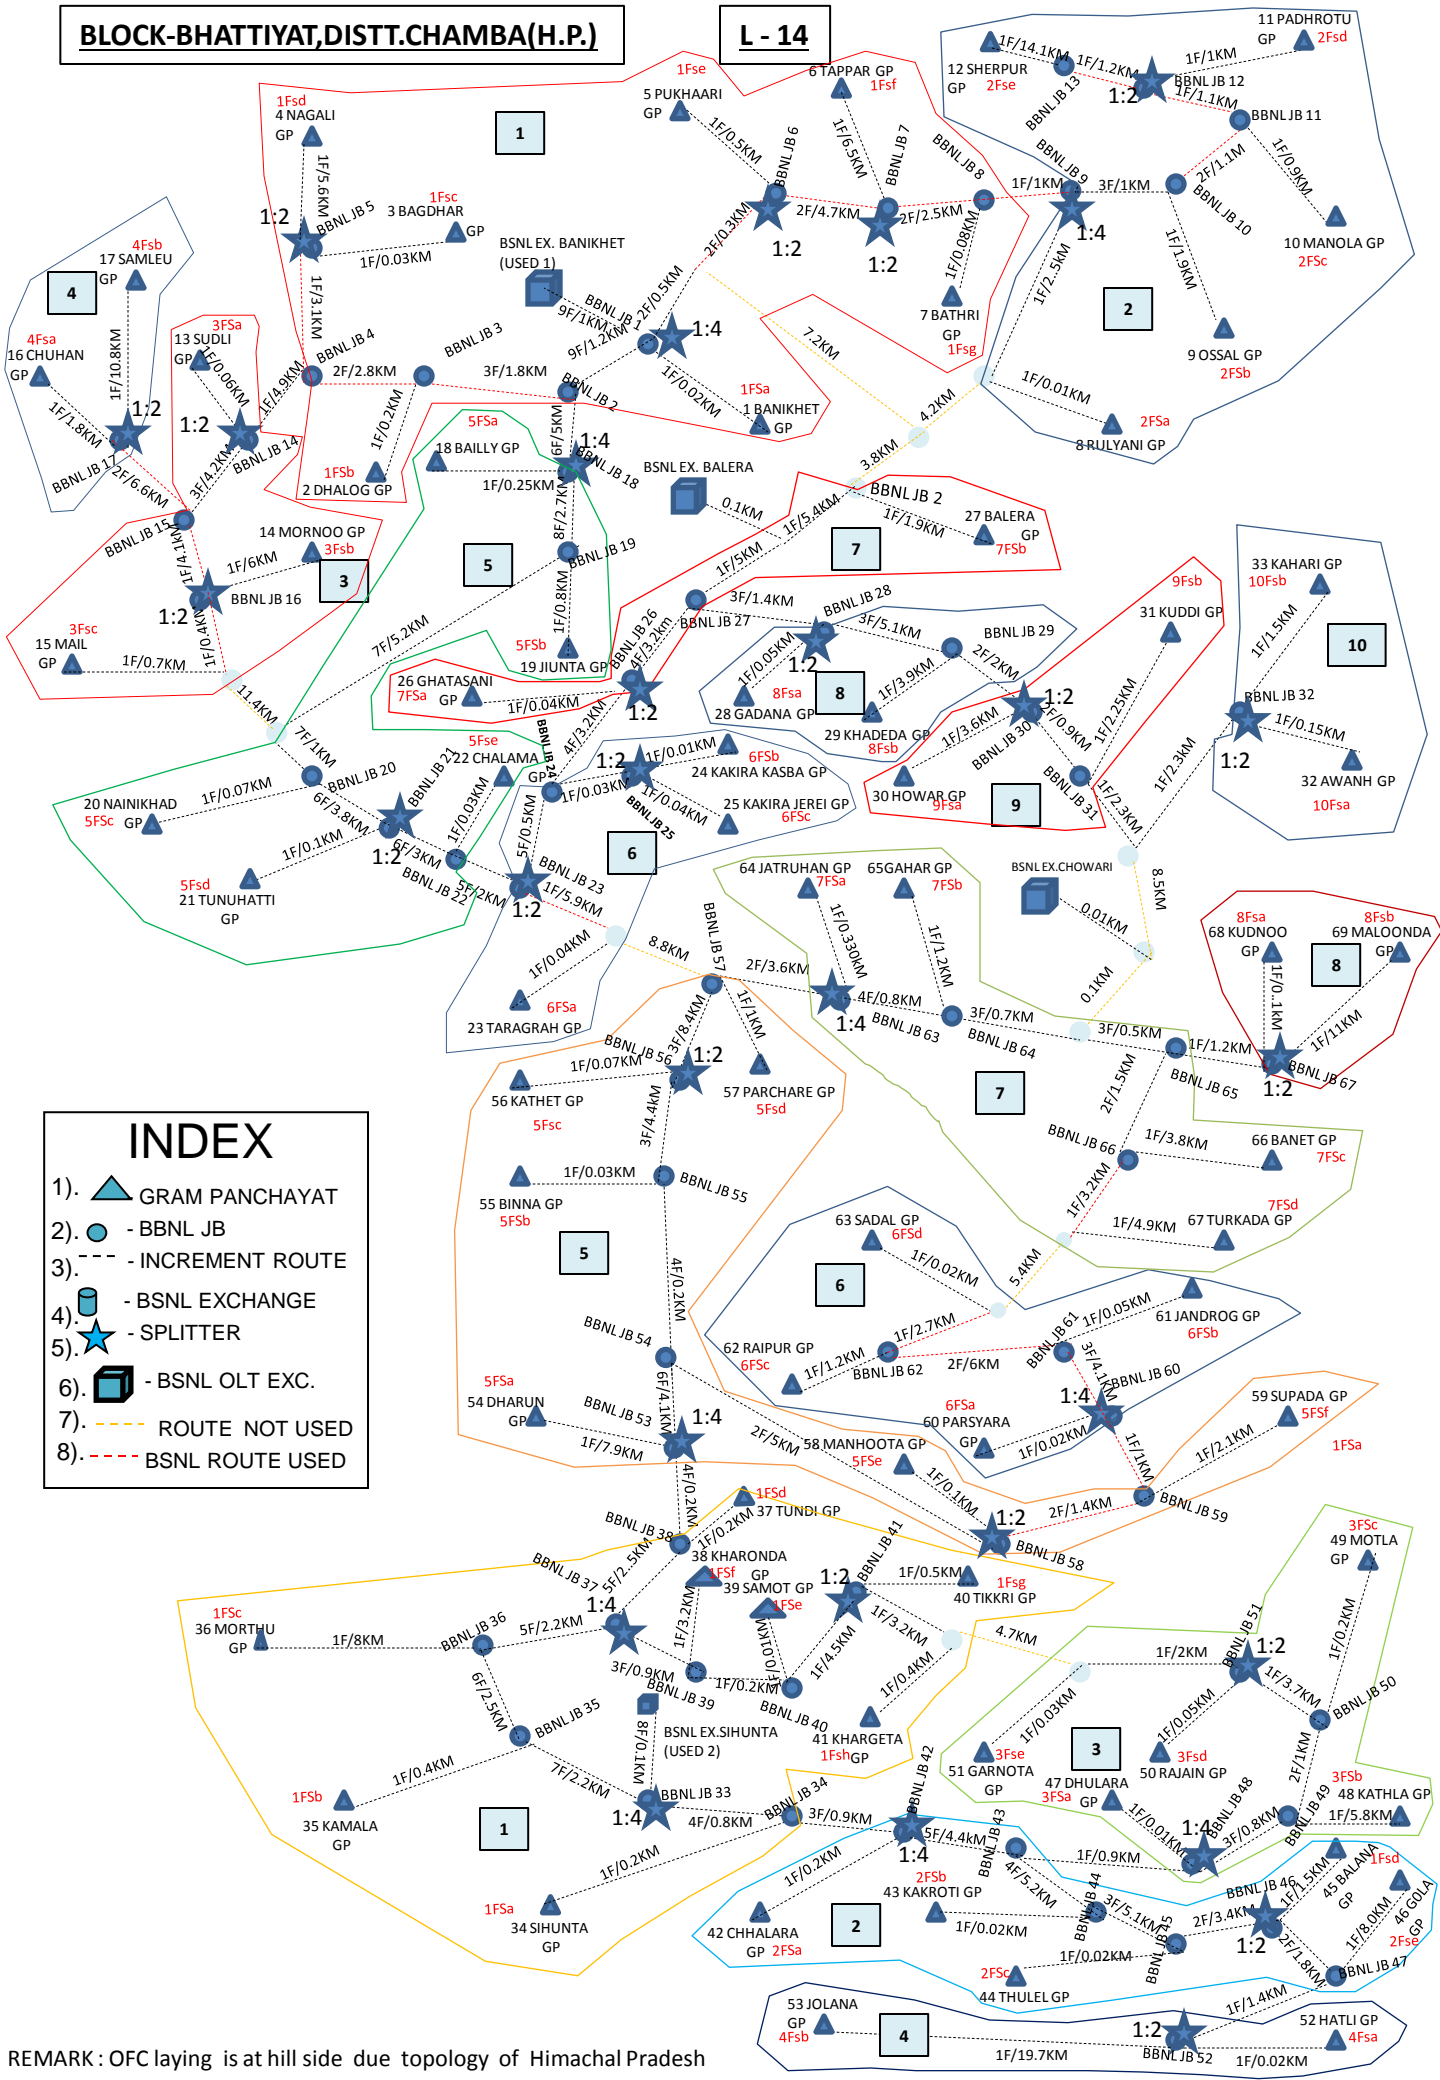 BLOCK-BHATTIYAT,DISTT.CHAMBA(H.P.)
L - 14
1Fsd
4 NAGALI
GP
1F/5.6KM
1:2
BBNL JB 5
1Fsc
3 BAGDHAR
GP
1F/0.03KM
1
1F/3.1KM
1Fse
5 PUKHAARI
GP
1F/0.5KM
BBNL JB 6
6 TAPPAR GP
1Fsf
1F/6.5KM
BBNL JB 7
BBNL JB 8
2F/0.3KM
2F/4.7KM
1:2
2F/2.5KM
1:2
1F/0.08KM
7 BATHRI
GP
1Fsg
1F/1KM
BSNL EX. BANIKHET
(USED 1)
BBNL JB 1
9F/1KM
2F/0.5KM
1:4
9F/1.2KM
1F/0.02KM
1FSa
1 BANIKHET
GP
7.2KM
4.2KM
3.8KM
12 SHERPUR
GP
2Fse
1F/14.1KM
BBNL JB 13
1F/1.2KM
1:2
BBNL JB 12
1F/1KM
11 PADHROTU
GP
2Fsd
1F/1.1KM
BBNL JB 11
2F/1.1M
1F/0.9KM
10 MANOLA GP
2FSc
BBNL JB 9
3F/1KM
BBNL JB 10
1:4
1F/2.5KM
1F/1.9KM
2
9 OSSAL GP
2FSb
1F/0.01KM
2FSa
8 RULYANI GP
4
4Fsb
17 SAMLEU
GP
4Fsa
16 CHUHAN
GP
1F/10.8KM
1F/1.8KM
1:2
BBNL JB 17
2F/6.6KM
3FSa
13 SUDLI
GP
1F/0.06KM
1:2
1F/4.9KM
BBNL JB 14
3F/4.2KM
BBNL JB 4
2F/2.8KM
BBNL JB 3
3F/1.8KM
BBNL JB 2
1F/0.2KM
1FSb
2 DHALOG GP
6F/5KM
1:4
BBNL JB 18
5FSa
18 BAILLY GP
1F/0.25KM
8F/2.7KM
BBNL JB 19
5
1F/0.8KM
5FSb
19 JIUNTA GP
7F/5.2KM
BBNL JB 15
1F/4.1KM
14 MORNOO GP
3Fsb
1F/6KM
3
1:2
BBNL JB 16
1F/0.4KM
3Fsc
15 MAIL
GP
1F/0.7KM
11.4KM
7F/1KM
BBNL JB 20
BSNL EX. BALERA
0.1KM
BBNL JB 2
1F/5.4KM
1F/1.9KM
27 BALERA
GP
7FSb
7
1F/5KM
BBNL JB 26
4F/3.2km
BBNL JB 27
3F/1.4KM
BBNL JB 28
3F/5.1KM
BBNL JB 29
1F/0.05KM
1:2
8Fsa
28 GADANA GP
8
1F/3.9KM
29 KHADEDA GP
8Fsb
2F/2KM
1:2
26 GHATASANI
GP
7FSa
1F/0.04KM
1:2
4F/3.2KM
BBNL JB 24
9Fsb
31 KUDDI GP
1F/3.6KM
BBNL JB 30
2F/0.9KM
1F/2.25KM
30 HOWAR GP
9Fsa
9
BBNL JB 31
1F/2.3KM
1F/2.3KM
33 KAHARI GP
10Fsb
1F/1.5KM
10
BBNL JB 32
1:2
1F/0.15KM
32 AWANH GP
10Fsa
20 NAINIKHAD
5FSc
GP
1F/0.07KM
6F/3.8KM
BBNL JB 21
1:2
5Fsd
21 TUNUHATTI
GP
1F/0.1KM
5Fse
22 CHALAMA
GP
1F/0.03KM
6F/3KM
BBNL JB 22
5F/2KM
1:2
BBNL JB 23
5F/0.5KM
1:2
1F/0.03KM
BBNL JB 25
1F/0.01KM
6FSb
24 KAKIRA KASBA GP
1F/0.04KM
25 KAKIRA JEREI GP
6FSc
6
1F/5.9KM
1F/0.04KM
6FSa
23 TARAGRAH GP
8.8KM
BBNL JB 57
2F/3.6KM
64 JATRUHAN GP
7FSa
1F/0.330kM
1:4
65GAHAR GP
7FSb
1F/1.2KM
4F/0.8KM
BBNL JB 63
3F/0.7KM
BBNL JB 64
BSNL EX.CHOWARI
0.01KM
8.5KM
0.1KM
3F/0.5KM
BBNL JB 65
1F/1.2KM
8Fsa
68 KUDNOO
GP
8Fsb
69 MALOONDA
GP
8
1F/0.1kM
1F/11KM
1:2
BBNL JB 67
3F/8.4KM
1F/1KM
BBNL JB 56
1:2
1F/0.07KM
56 KATHET GP
5Fsc
57 PARCHARE GP
5Fsd
3F/4.4kM
7
2F/1.5KM
BBNL JB 66
1F/3.8KM
66 BANET GP
7FSc
1F/3.2KM
7FSd
67 TURKADA GP
1F/4.9KM
5.4KM
1F/0.03KM
55 BINNA GP
5FSb
BBNL JB 55
5
4F/0.2KM
63 SADAL GP
6FSd
1F/0.02KM
6
BBNL JB 54
62 RAIPUR GP
6FSc
1F/1.2KM
1F/2.7KM
BBNL JB 62
2F/6KM
BBNL JB 61
1F/0.05KM
61 JANDROG GP
6FSb
3F/4.1KM
BBNL JB 60
1:4
6FSa
60 PARSYARA
GP
1F/0.02KM
1F/1KM
59 SUPADA GP
5FSf
1F/2.1KM
1FSa
BBNL JB 59
6F/4.1KM
5FSa
54 DHARUN
GP
BBNL JB 53
1:4
1F/7.9KM
2F/5KM
58 MANHOOTA GP
5FSe
1F/0.1KM
1:2
2F/1.4KM
BBNL JB 58
INDEX
1).
GRAM PANCHAYAT
2).
- BBNL JB
3).
- INCREMENT ROUTE
4).
- BSNL EXCHANGE
5).
- SPLITTER
6).
- BSNL OLT EXC.
7).
ROUTE NOT USED
8).
BSNL ROUTE USED
4F/0.2KM
BBNL JB 38
1FSd
37 TUNDI GP
1F/0.2KM
5F/2.5KM
BBNL JB 37
38 KHARONDA
GP
1FSf
39 SAMOT GP
1FSe
1:4
1F/3.2KM
1F/0.01KM
1:2
BBNL JB 41
1F/0.5KM
1Fsg
40 TIKKRI GP
1FSc
36 MORTHU
GP
1F/8KM
BBNL JB 36
5F/2.2KM
3F/0.9KM
BBNL JB 39
1F/0.2KM
BBNL JB 40
1F/4.5KM
1F/3.2KM
1F/0.4KM
41 KHARGETA
1Fsh
GP
4.7KM
6F/2.5KM
BBNL JB 35
BSNL EX.SIHUNTA
(USED 2)
8F/0.1KM
7F/2.2KM
1F/0.4KM
1FSb
35 KAMALA
GP
1
1:4
BBNL JB 33
4F/0.8KM
BBNL JB 34
3F/0.9KM
1F/0.2KM
1FSa
34 SIHUNTA
GP
3FSc
49 MOTLA
GP
1F/0.2KM
BBNL JB 51
1F/2KM
1:2
1F/3.7KM
BBNL JB 50
1F/0.03KM
3Fse
51 GARNOTA
GP
1F/0.05KM
3Fsd
50 RAJAIN GP
3
2F/1KM
47 DHULARA
3FSa
GP
1F/0.01KM
BBNL JB 48
1:4
3F/0.8KM
BBNL JB 49
3FSb
48 KATHLA GP
1F/5.8KM
BBNL JB 42
1:4
5F/4.4kM
BBNL JB 43
1F/0.9KM
1F/0.2KM
42 CHHALARA
GP
2FSa
2
2FSb
43 KAKROTI GP
1F/0.02KM
4F/5.2KM
BBNL JB 44
3F/5.1KM
BBNL JB 45
1F/0.02KM
2FSc
44 THULEL GP
2F/3.4KM
BBNL JB 46
1:2
1F/1.5KM
45 BALANA
GP
1Fsd
46 GOLA
GP
2Fse
1F/8.0KM
2F/1.8KM
BBNL JB 47
1F/1.4KM
53 JOLANA
GP
4Fsb
4
1F/19.7KM
1:2
BBNL JB 52
1F/0.02KM
52 HATLI GP
4Fsa
REMARK : OFC laying is at hill side due topology of Himachal Pradesh